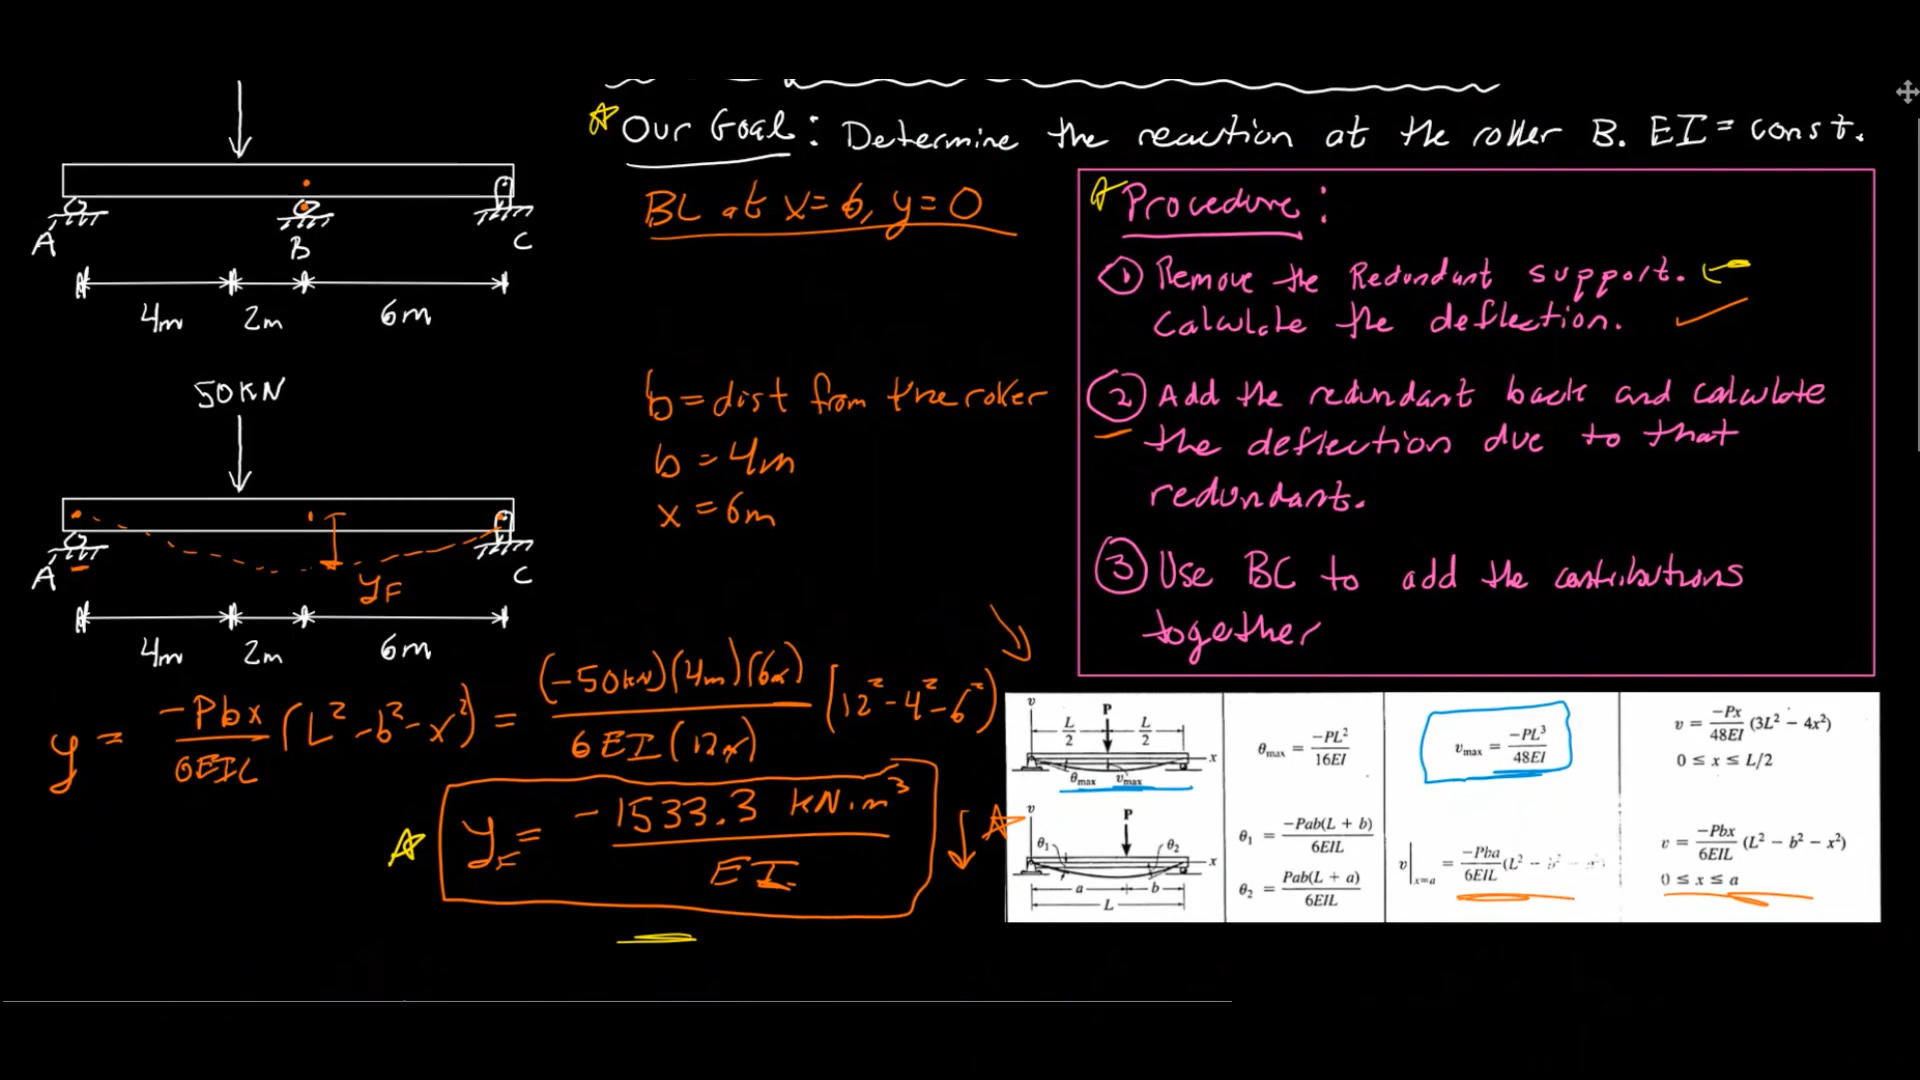 Our Goal: Determine the reaction at the roller B. EI = const.
A
B
C
4m
2m
6m
BC at x=6, y=0
Procedure:
① Remove the Redundant support.
Calculate the deflection.
② Add the redundant back and calculate
the deflection due to that
redundant.
③ Use BC to add the contributions
together
50KN
A
C
yF
4m
2m
6m
b = dist from the roller
b = 4m
x = 6m
y = -Pbx/6EIL (L² - b² - x²) = (-50kN)(4m)(6m)/6EI(12m) (12² - 4² - 6²)
yF = -1533.3 kN·m³/EI ↓
v
P
L/2
L/2
x
θmax
vmax
θmax = -PL²/16EI
vmax = -PL³/48EI
v = -Px/48EI (3L² - 4x²)
0 ≤ x ≤ L/2
v
P
θ1
θ2
x
a
b
L
θ1 = -Pab(L + b)/6EIL
θ2 = Pab(L + a)/6EIL
v|x=a = -Pba/6EIL (L²
v = -Pbx/6EIL (L² - b² - x²)
0 ≤ x ≤ a